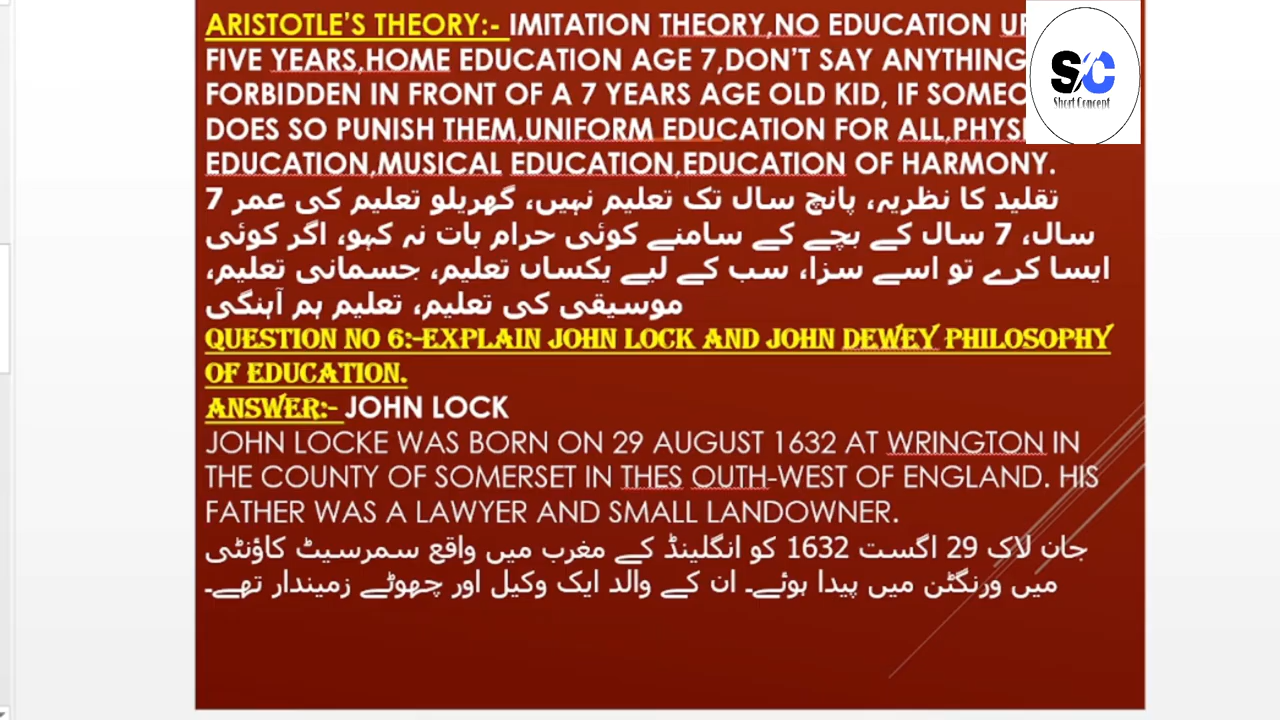 ARISTOTLE'S THEORY:- IMITATION THEORY,NO EDUCATION
FIVE YEARS,HOME EDUCATION AGE 7,DON'T SAY ANYTHING
FORBIDDEN IN FRONT OF A 7 YEARS AGE OLD KID, IF
DOES SO PUNISH THEM,UNIFORM EDUCATION FOR ALL,
EDUCATION,MUSICAL EDUCATION,EDUCATION OF HARMONY.
تقلید کا نظریہ، پانچ سال تک تعلیم نہیں، گھریلو تعلیم کی عمر 7
سال، 7 سال کے بچے کے سامنے کوئی حرام بات نہ کہو، اگر کوئی
ایسا کرے تو اسے سزا، سب کے لیے یکساں تعلیم، جسمانی تعلیم،
موسیقی کی تعلیم، تعلیم ہم آہنگی
QUESTION NO 6:-EXPLAIN JOHN LOCK AND JOHN DEWEY PHILOSOPHY
OF EDUCATION.
ANSWER:- JOHN LOCK
JOHN LOCKE WAS BORN ON 29 AUGUST 1632 AT WRINGTON IN
THE COUNTY OF SOMERSET IN THES OUTH-WEST OF ENGLAND. HIS
FATHER WAS A LAWYER AND SMALL LANDOWNER.
جان لاک 29 اگست 1632 کو انگلینڈ کے مغرب میں واقع سمرسیٹ کاؤنٹی
میں ورنگٹن میں پیدا ہوئے۔ ان کے والد ایک وکیل اور چھوٹے زمیندار تھے۔
S/C
Short Concept